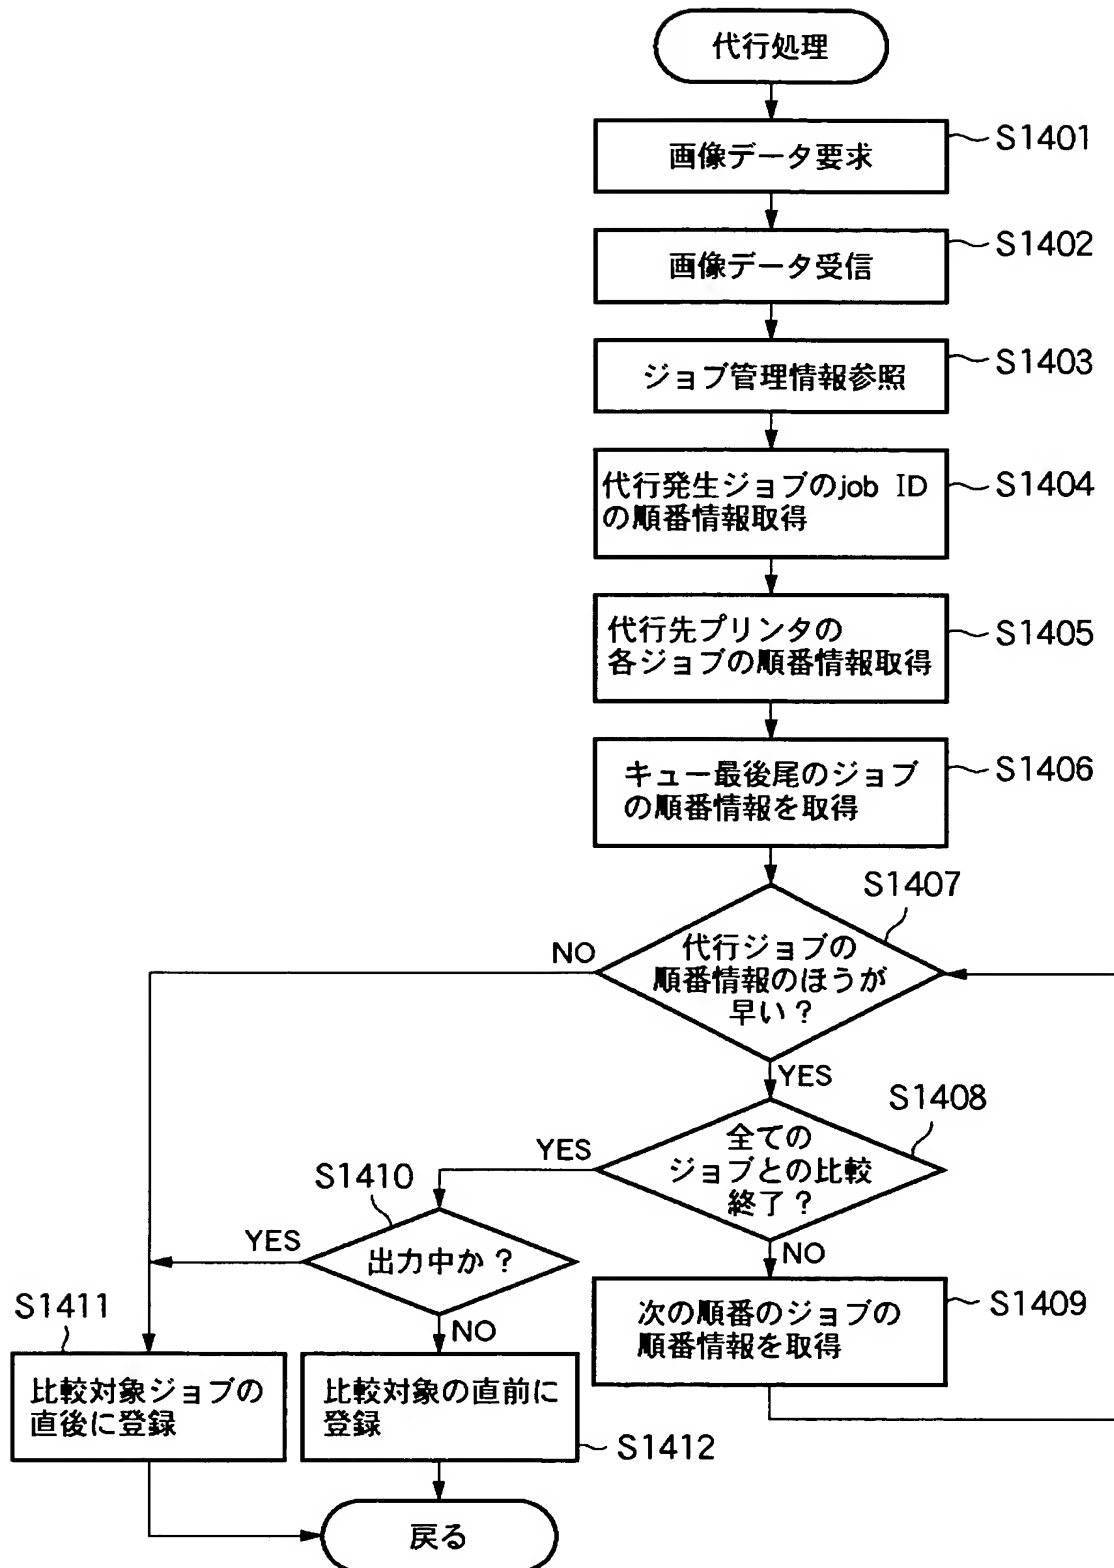 代行処理
画像データ要求
S1401
画像データ受信
S1402
ジョブ管理情報参照
S1403
代行発生ジョブのjob ID
の順番情報取得
S1404
代行先プリンタの
各ジョブの順番情報取得
S1405
キュー最後尾のジョブ
の順番情報を取得
S1406
S1407
代行ジョブの
順番情報のほうが
早い？
NO
YES
S1408
全ての
ジョブとの比較
終了？
YES
NO
S1410
出力中か？
YES
NO
次の順番のジョブの
順番情報を取得
S1409
S1411
比較対象ジョブの
直後に登録
比較対象の直前に
登録
S1412
戻る